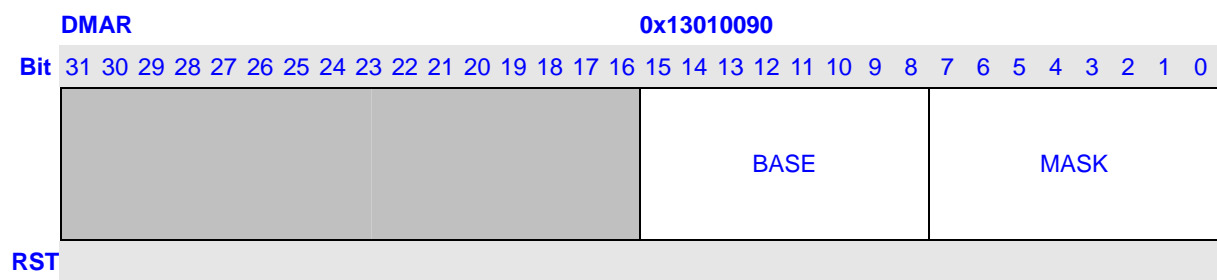 DMAR 0x13010090
Bit 31 30 29 28 27 26 25 24 23 22 21 20 19 18 17 16 15 14 13 12 11 10 9 8 7 6 5 4 3 2 1 0
BASE MASK
RST